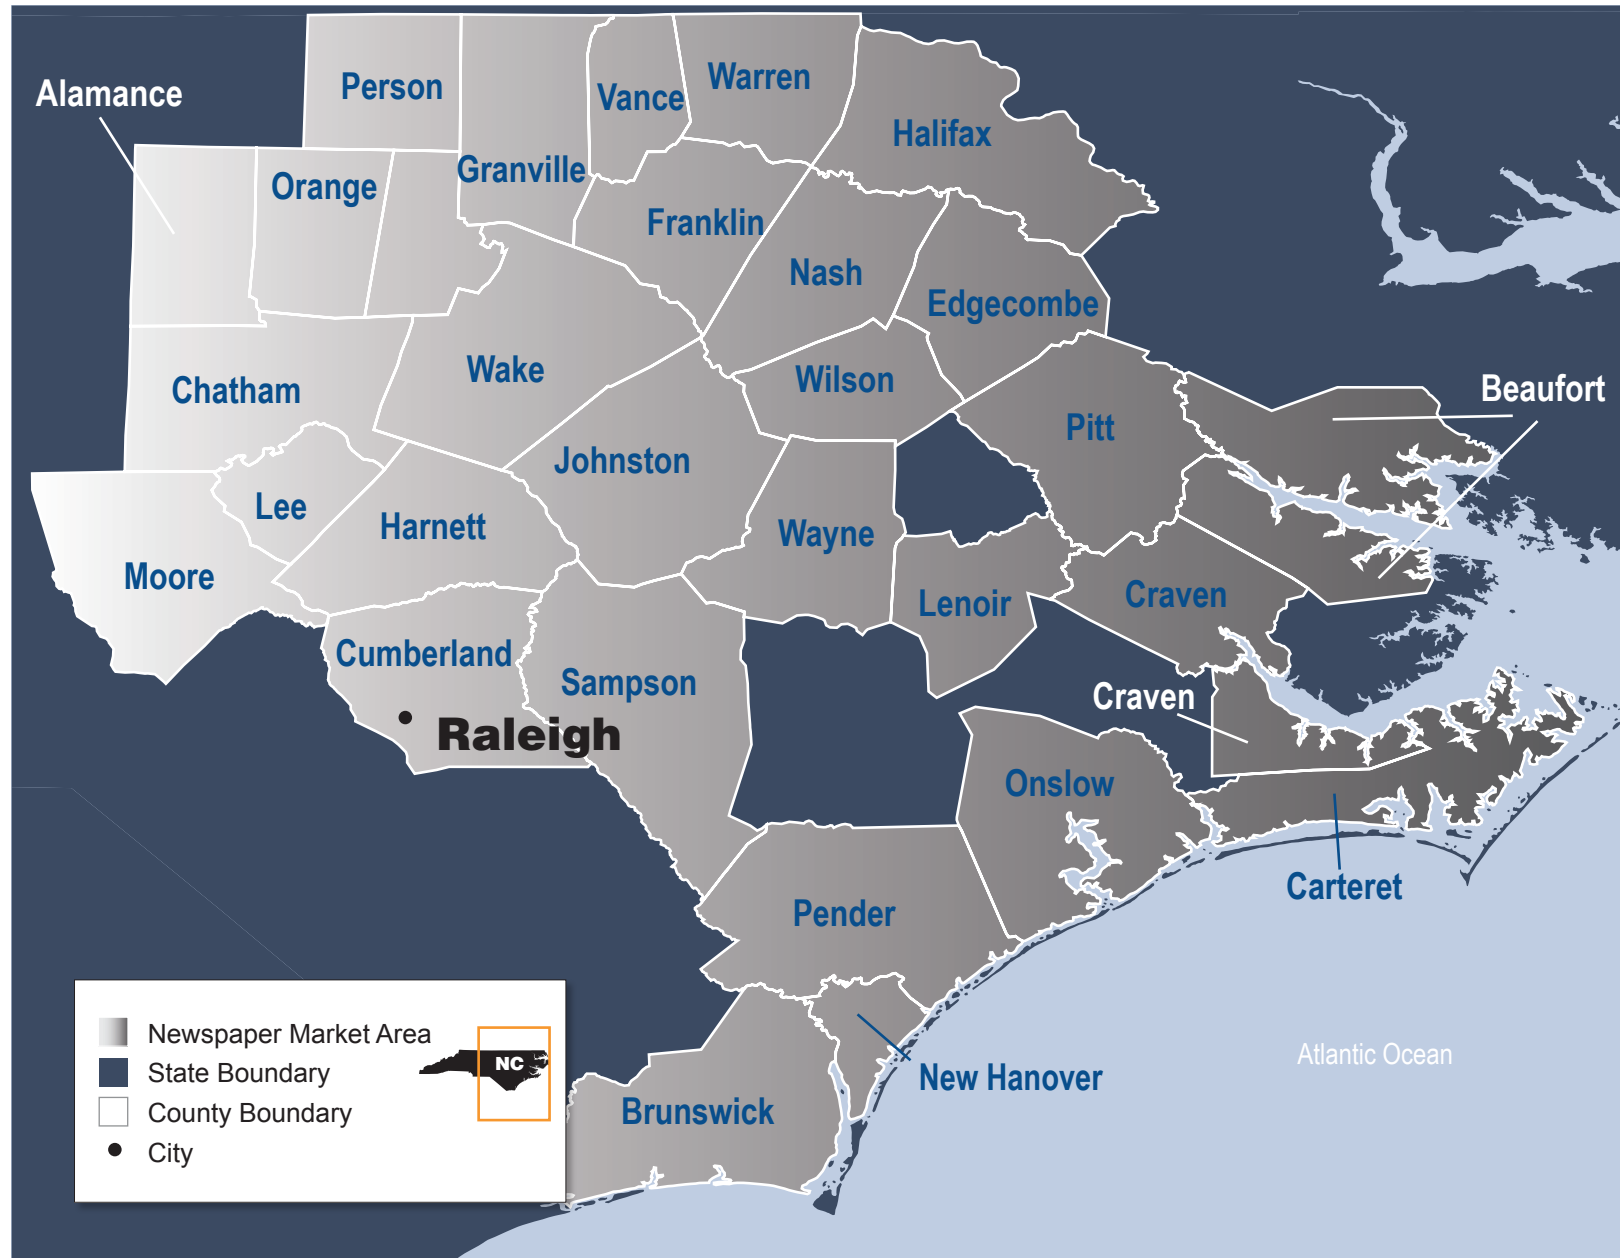 Alamance
Person
Vance
Warren
Halifax
Granville
Orange
Franklin
Nash
Edgecombe
Chatham
Wake
Wilson
Beaufort
Pitt
Johnston
Lee
Harnett
Wayne
Moore
Lenoir
Craven
Cumberland
Sampson
Craven
Raleigh
Onslow
Carteret
Pender
New Hanover
Atlantic Ocean
Brunswick
Newspaper Market Area
State Boundary
County Boundary
City
NC